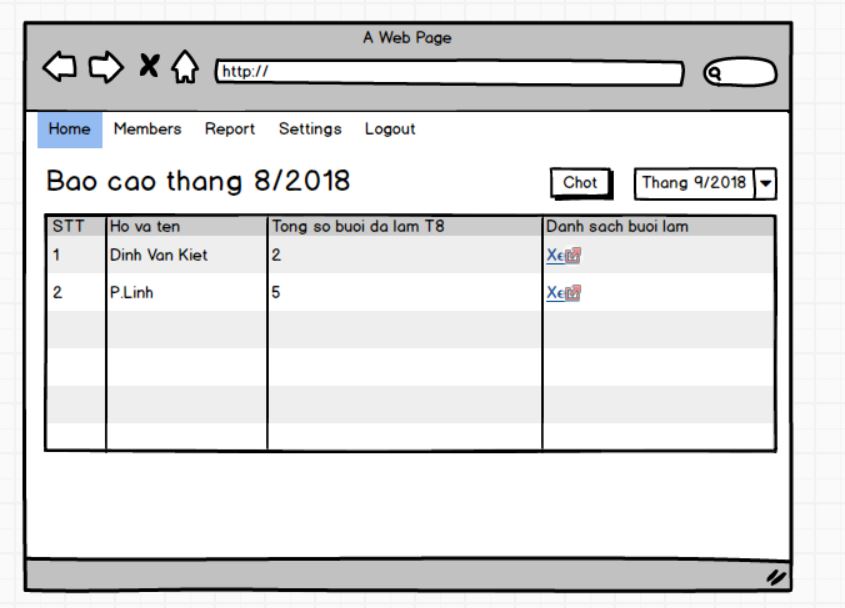 A Web Page
http://
Home Members Report Settings Logout
Bao cao thang 8/2018 Chot Thang 9/2018
STT Ho va ten Tong so buoi da lam T8 Danh sach buoi lam
1 Dinh Van Kiet 2
2 P.Linh 5